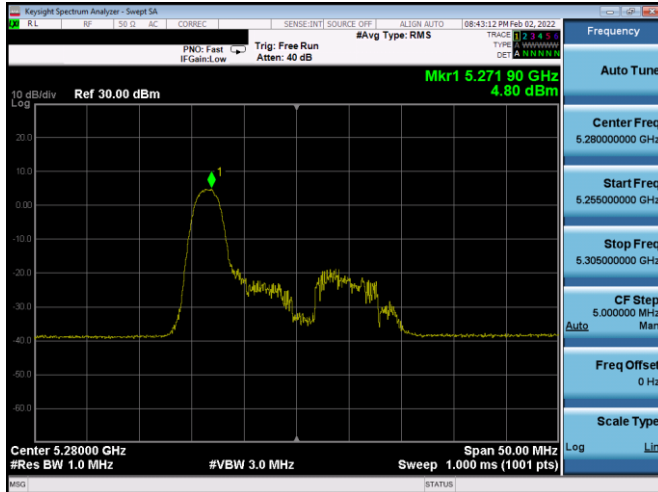 Keysight Spectrum Analyzer - Swept SA
RL RF 50 Ω AC CORREC SENSE:INT SOURCE OFF ALIGN AUTO 08:43:12 PM Feb 02, 2022
#Avg Type: RMS
TRACE 1 2 3 4 5 6
TYPE A WWWWW
DET A N N N N N
PNO: Fast
IFGain:Low
Trig: Free Run
Atten: 40 dB
Mkr1 5.271 90 GHz
4.80 dBm
10 dB/div Ref 30.00 dBm
Log
20.0
10.0
0.00
-10.0
-20.0
-30.0
-40.0
-50.0
-60.0
1
Center 5.28000 GHz
Span 50.00 MHz
#Res BW 1.0 MHz
#VBW 3.0 MHz
Sweep 1.000 ms (1001 pts)
MSG
STATUS
Frequency
Auto Tune
Center Freq
5.280000000 GHz
Start Freq
5.255000000 GHz
Stop Freq
5.305000000 GHz
CF Step
5.000000 MHz
Auto Man
Freq Offset
0 Hz
Scale Type
Log Lin